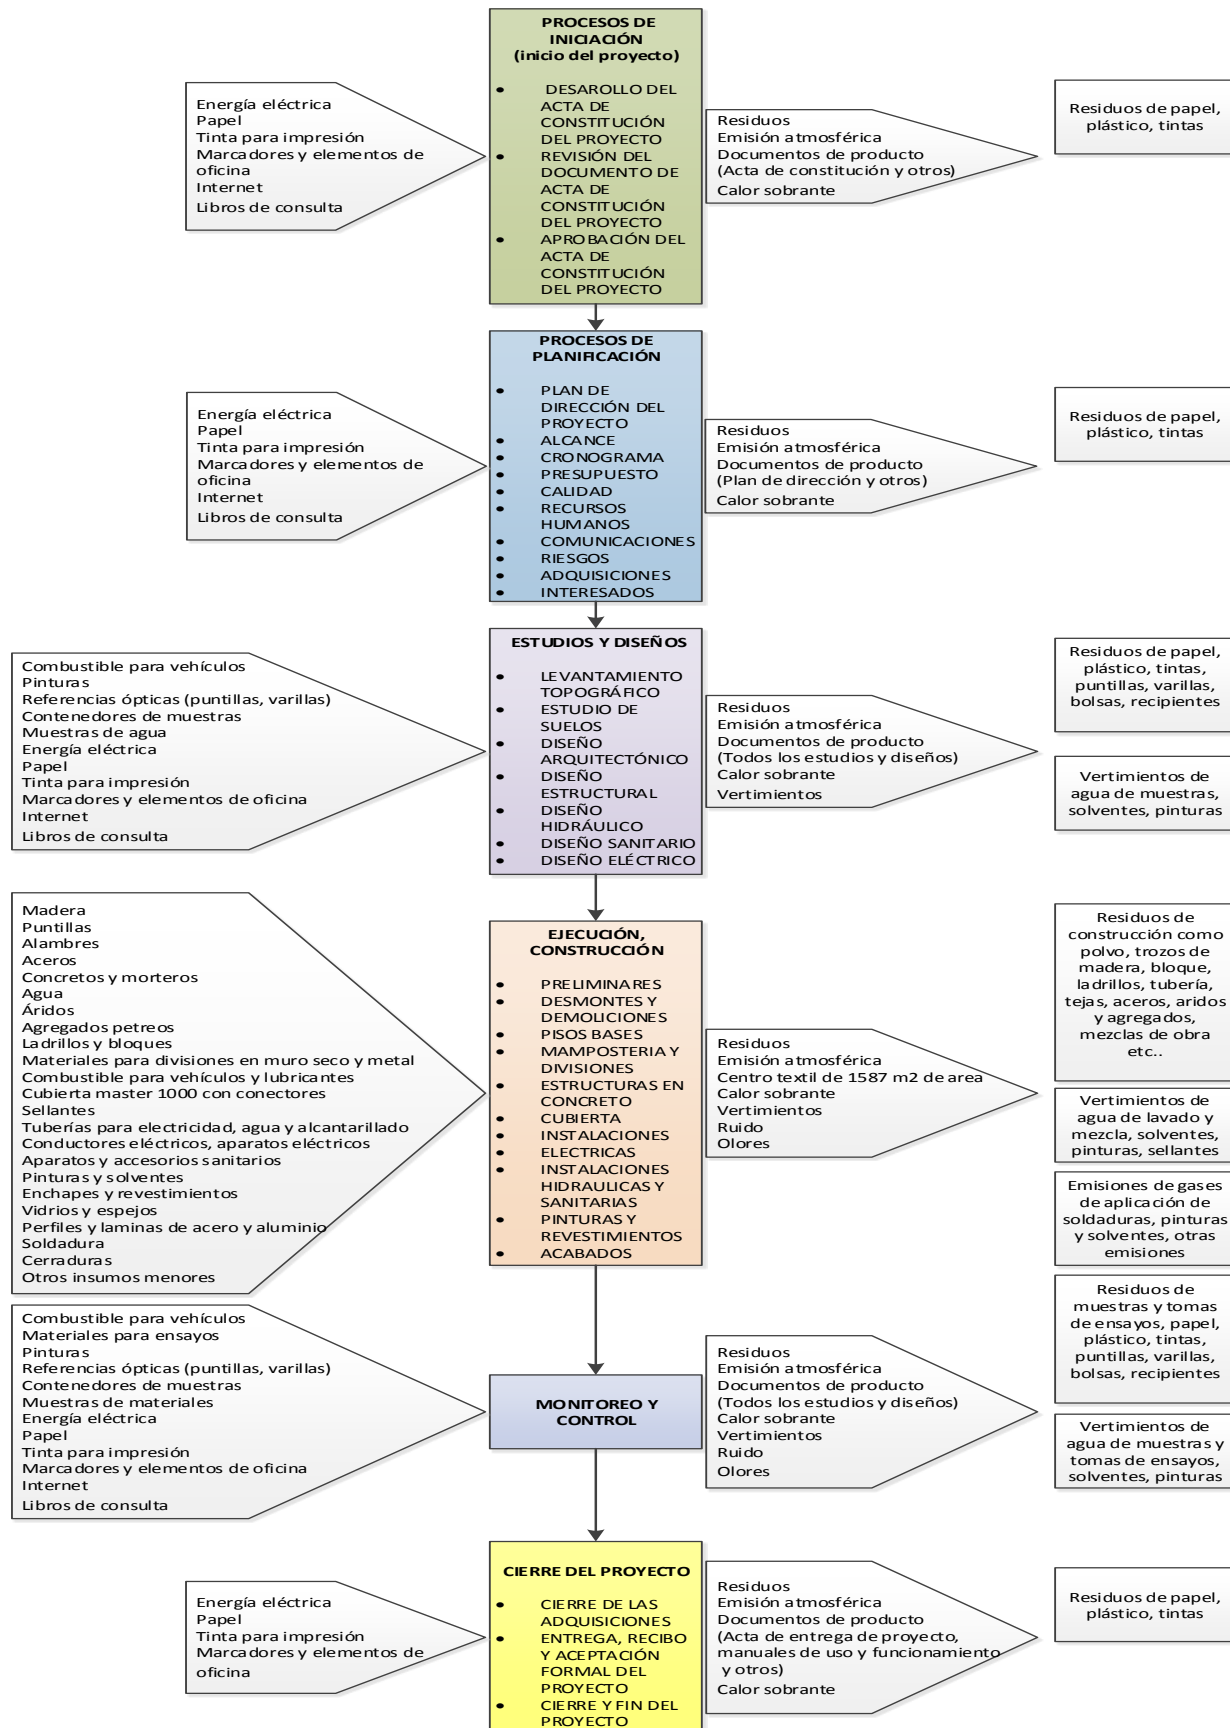 PROCESOS DE
INICIACIÓN
(inicio del proyecto)
• DESAROLLO DEL
ACTA DE
CONSTITUCIÓN
DEL PROYECTO
• REVISIÓN DEL
DOCUMENTO DE
ACTA DE
CONSTITUCIÓN
DEL PROYECTO
• APROBACIÓN DEL
ACTA DE
CONSTITUCIÓN
DEL PROYECTO
Energía eléctrica
Papel
Tinta para impresión
Marcadores y elementos de
oficina
Internet
Libros de consulta
Residuos
Emisión atmosférica
Documentos de producto
(Acta de constitución y otros)
Calor sobrante
Residuos de papel,
plástico, tintas
PROCESOS DE
PLANIFICACIÓN
• PLAN DE
DIRECCIÓN DEL
PROYECTO
• ALCANCE
• CRONOGRAMA
• PRESUPUESTO
• CALIDAD
• RECURSOS
HUMANOS
• COMUNICACIONES
• RIESGOS
• ADQUISICIONES
• INTERESADOS
Energía eléctrica
Papel
Tinta para impresión
Marcadores y elementos de
oficina
Internet
Libros de consulta
Residuos
Emisión atmosférica
Documentos de producto
(Plan de dirección y otros)
Calor sobrante
Residuos de papel,
plástico, tintas
ESTUDIOS Y DISEÑOS
• LEVANTAMIENTO
TOPOGRÁFICO
• ESTUDIO DE
SUELOS
• DISEÑO
ARQUITECTÓNICO
• DISEÑO
ESTRUCTURAL
• DISEÑO
HIDRÁULICO
• DISEÑO SANITARIO
• DISEÑO ELÉCTRICO
Combustible para vehículos
Pinturas
Referencias ópticas (puntillas, varillas)
Contenedores de muestras
Muestras de agua
Energía eléctrica
Papel
Tinta para impresión
Marcadores y elementos de oficina
Internet
Libros de consulta
Residuos
Emisión atmosférica
Documentos de producto
(Todos los estudios y diseños)
Calor sobrante
Vertimientos
Residuos de papel,
plástico, tintas,
puntillas, varillas,
bolsas, recipientes
Vertimientos de
agua de muestras,
solventes, pinturas
EJECUCIÓN,
CONSTRUCCIÓN
• PRELIMINARES
• DESMONTES Y
DEMOLICIONES
• PISOS BASES
• MAMPOSTERIA Y
DIVISIONES
• ESTRUCTURAS EN
CONCRETO
• CUBIERTA
• INSTALACIONES
• ELECTRICAS
• INSTALACIONES
HIDRAULICAS Y
SANITARIAS
• PINTURAS Y
REVESTIMIENTOS
• ACABADOS
Madera
Puntillas
Alambres
Aceros
Concretos y morteros
Agua
Áridos
Agregados petreos
Ladrillos y bloques
Materiales para divisiones en muro seco y metal
Combustible para vehículos y lubricantes
Cubierta master 1000 con conectores
Sellantes
Tuberías para electricidad, agua y alcantarillado
Conductores eléctricos, aparatos eléctricos
Aparatos y accesorios sanitarios
Pinturas y solventes
Enchapes y revestimientos
Vidrios y espejos
Perfiles y laminas de acero y aluminio
Soldadura
Cerraduras
Otros insumos menores
Residuos
Emisión atmosférica
Centro textil de 1587 m2 de area
Calor sobrante
Vertimientos
Ruido
Olores
Residuos de
construcción como
polvo, trozos de
madera, bloque,
ladrillos, tubería,
tejas, aceros, aridos
y agregados,
mezclas de obra
etc..
Vertimientos de
agua de lavado y
mezcla, solventes,
pinturas, sellantes
Emisiones de gases
de aplicación de
soldaduras, pinturas
y solventes, otras
emisiones
MONITOREO Y
CONTROL
Combustible para vehículos
Materiales para ensayos
Pinturas
Referencias ópticas (puntillas, varillas)
Contenedores de muestras
Muestras de materiales
Energía eléctrica
Papel
Tinta para impresión
Marcadores y elementos de oficina
Internet
Libros de consulta
Residuos
Emisión atmosférica
Documentos de producto
(Todos los estudios y diseños)
Calor sobrante
Vertimientos
Ruido
Olores
Residuos de
muestras y tomas
de ensayos, papel,
plástico, tintas,
puntillas, varillas,
bolsas, recipientes
Vertimientos de
agua de muestras y
tomas de ensayos,
solventes, pinturas
CIERRE DEL PROYECTO
• CIERRE DE LAS
ADQUISICIONES
• ENTREGA, RECIBO
Y ACEPTACIÓN
FORMAL DEL
PROYECTO
• CIERRE Y FIN DEL
PROYECTO
Energía eléctrica
Papel
Tinta para impresión
Marcadores y elementos de
oficina
Residuos
Emisión atmosférica
Documentos de producto
(Acta de entrega de proyecto,
manuales de uso y funcionamiento
y otros)
Calor sobrante
Residuos de papel,
plástico, tintas